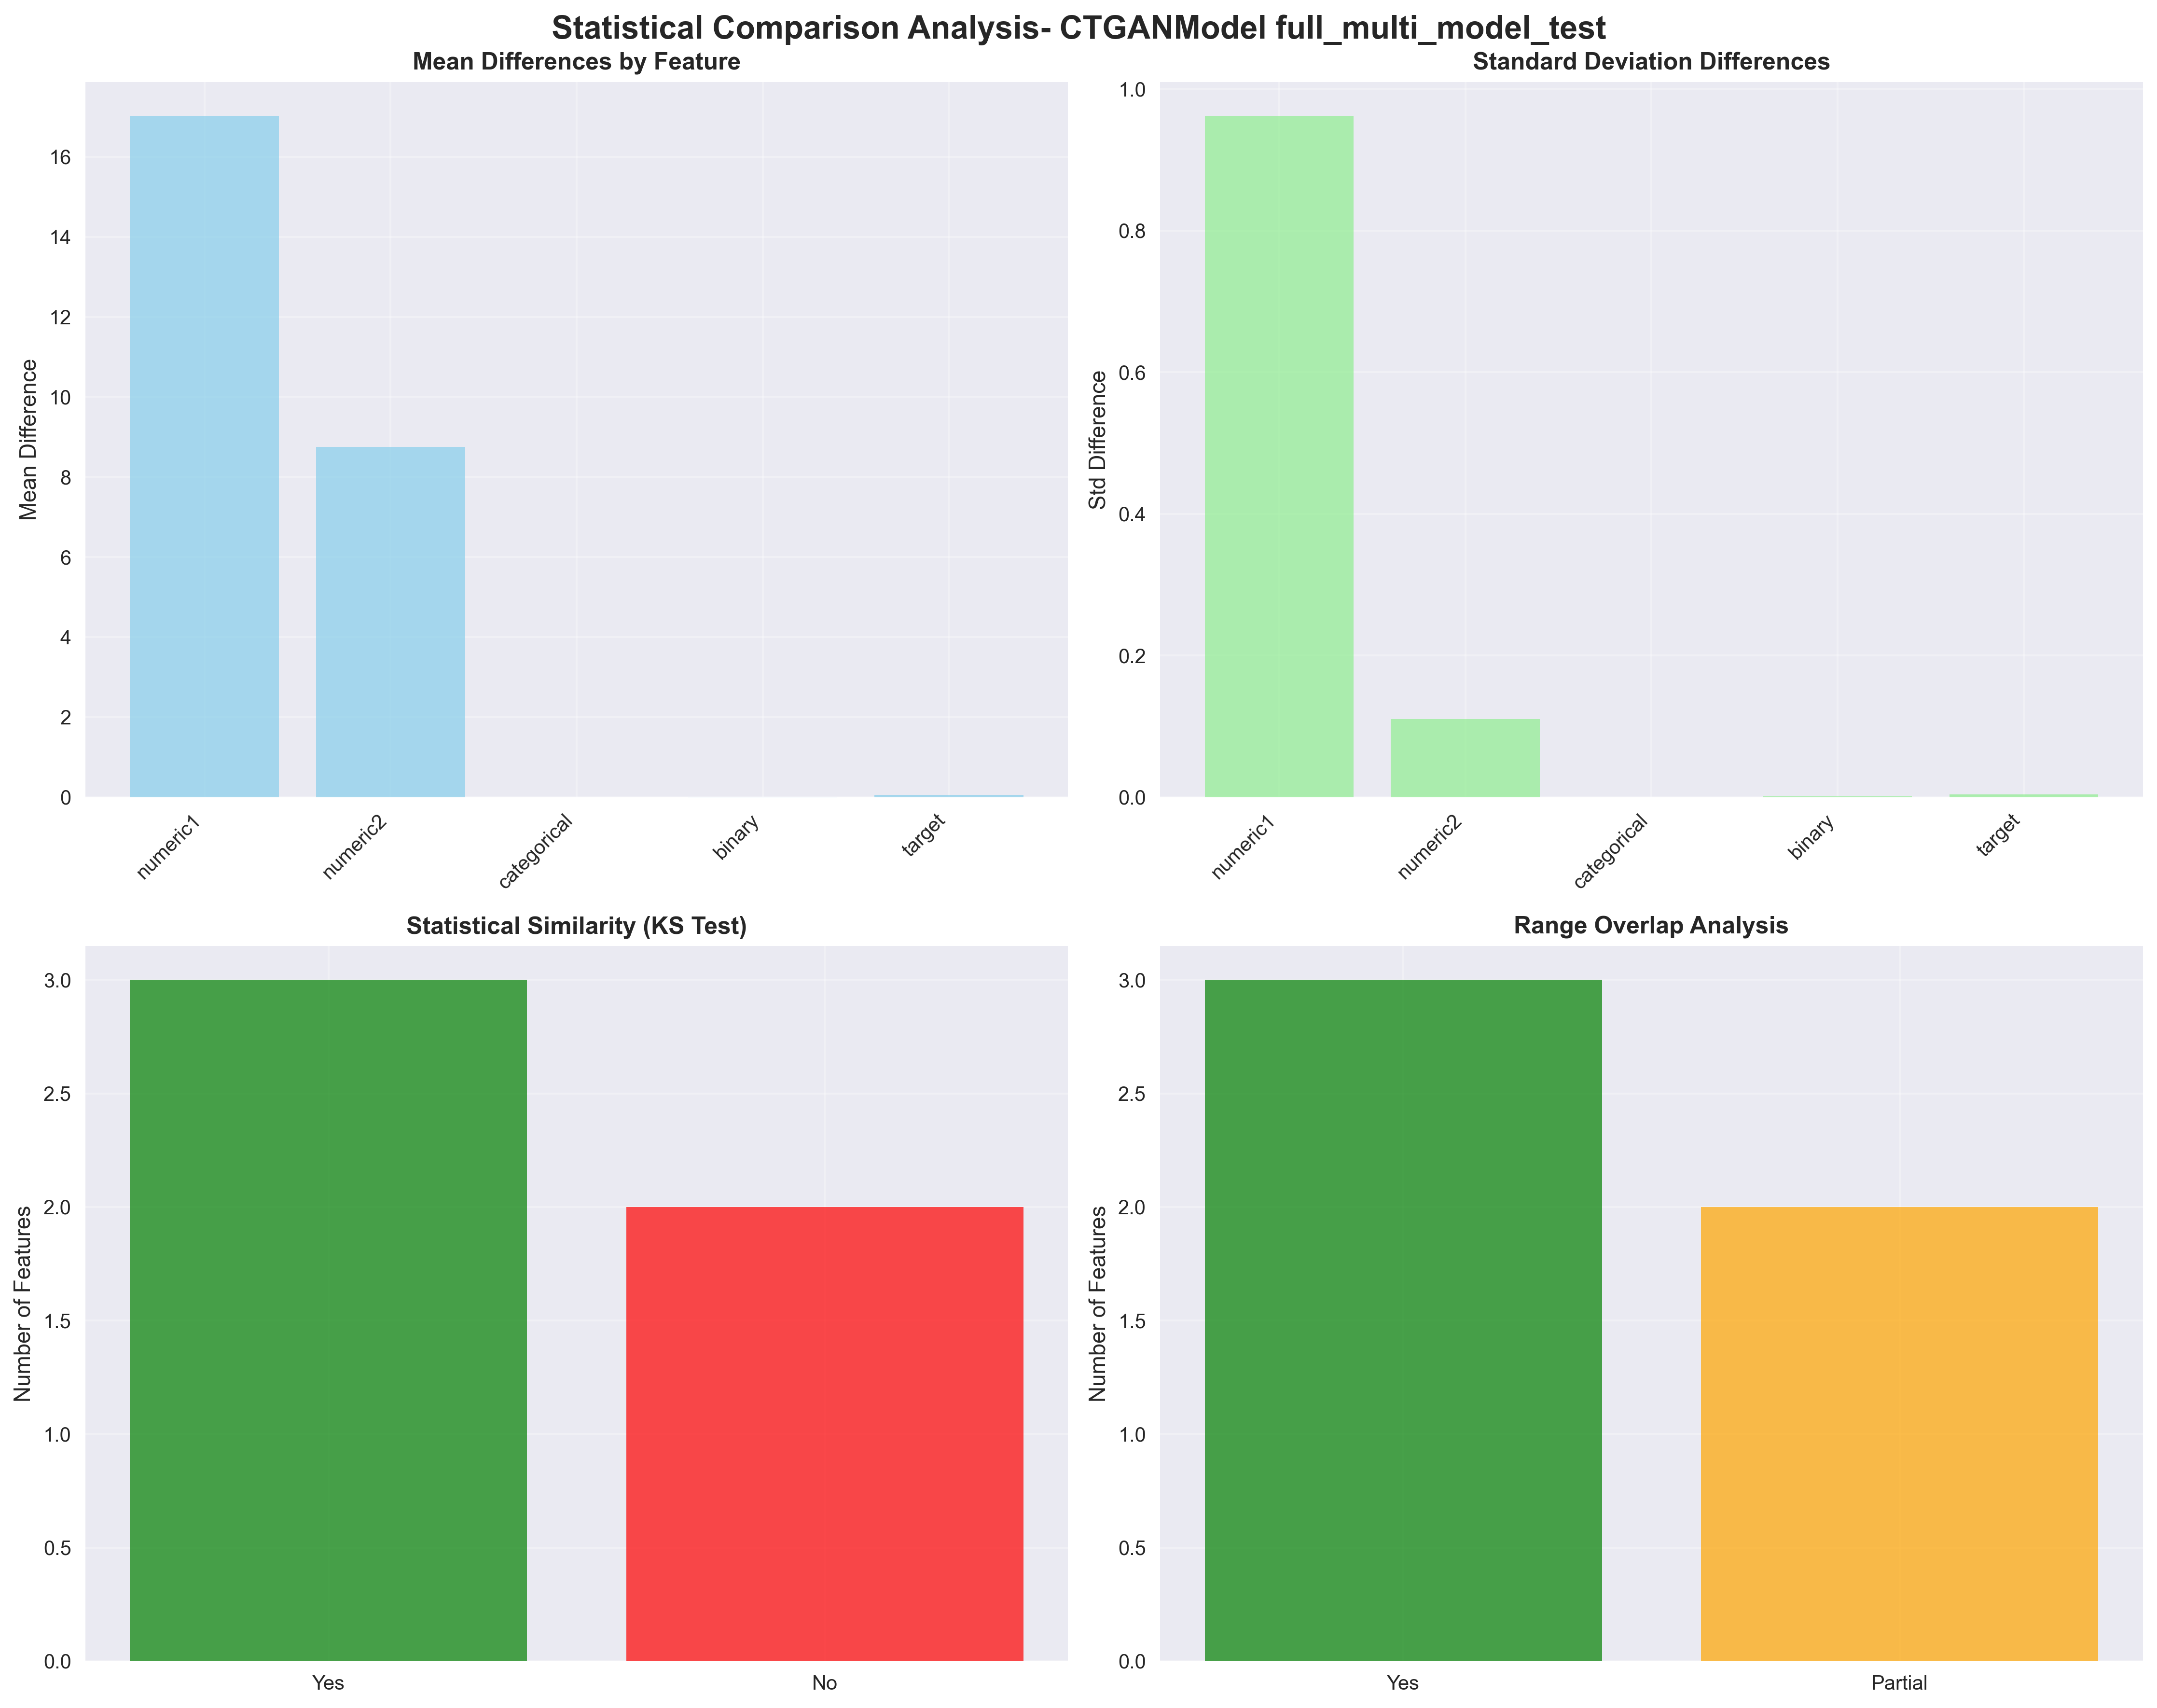 Statistical Comparison Analysis- CTGANModel full_multi_model_test
Mean Differences by Feature
Mean Difference
16
14
12
10
8
6
4
2
0
numeric1
numeric2
categorical
binary
target
Standard Deviation Differences
Std Difference
1.0
0.8
0.6
0.4
0.2
0.0
numeric1
numeric2
categorical
binary
target
Statistical Similarity (KS Test)
Number of Features
3.0
2.5
2.0
1.5
1.0
0.5
0.0
Yes
No
Range Overlap Analysis
Number of Features
3.0
2.5
2.0
1.5
1.0
0.5
0.0
Yes
Partial